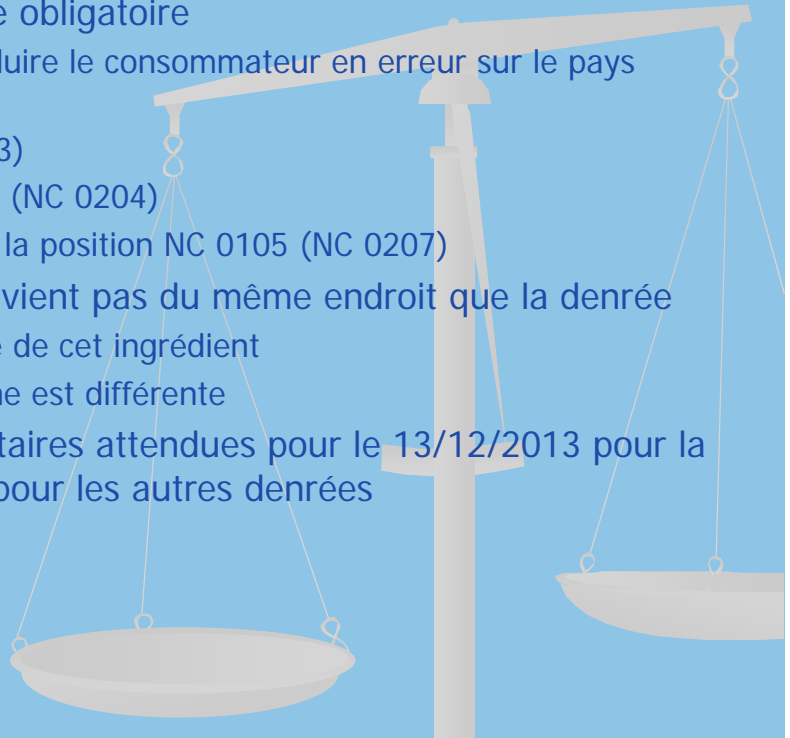 e obligatoire
duire le consommateur en erreur sur le pays
3)
(NC 0204)
la position NC 0105 (NC 0207)
vient pas du même endroit que la denrée
e de cet ingrédient
ne est différente
taires attendues pour le 13/12/2013 pour la
pour les autres denrées